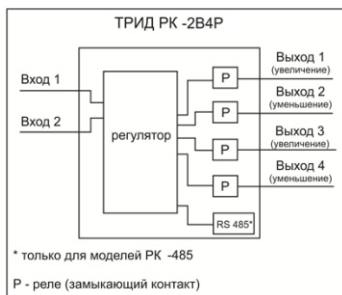 ТРИД РК -2В4Р
Вход 1
Вход 2
регулятор
Р
Выход 1
(увеличение)
Р
Выход 2
(уменьшение)
Р
Выход 3
(увеличение)
Р
Выход 4
(уменьшение)
RS 485*
* только для моделей РК -485
Р - реле (замыкающий контакт)